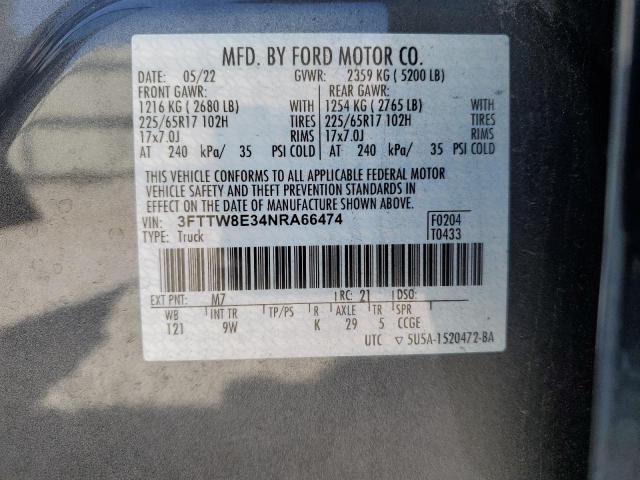 MFD. BY FORD MOTOR CO.
DATE: 05/22 GVWR: 2359 KG ( 5200 LB)
FRONT GAWR: REAR GAWR:
1216 KG ( 2680 LB) WITH 1254 KG ( 2765 LB) WITH
225/65R17 102H TIRES 225/65R17 102H TIRES
17x7.0J RIMS 17x7.0J RIMS
AT 240 kPa/ 35 PSI COLD AT 240 kPa/ 35 PSI COLD
THIS VEHICLE CONFORMS TO ALL APPLICABLE FEDERAL MOTOR
VEHICLE SAFETY AND THEFT PREVENTION STANDARDS IN
EFFECT ON THE DATE OF MANUFACTURE SHOWN ABOVE.
VIN: 3FTTW8E34NRA66474 F0204
TYPE: Truck T0433
EXT PNT: M7 RC: 21 DSO:
WB INT TR TP/PS R AXLE TR SPR
121 9W K 29 5 CCGE
UTC ▽ 5U5A-1520472-BA